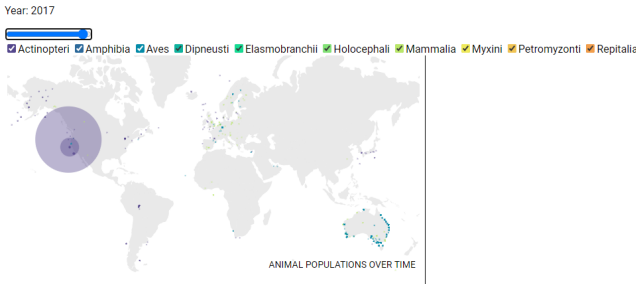 Year: 2017
Actinopteri Amphibia Aves Dipneusti Elasmobranchii Holocephali Mammalia Myxini Petromyzonti Repitalia
ANIMAL POPULATIONS OVER TIME